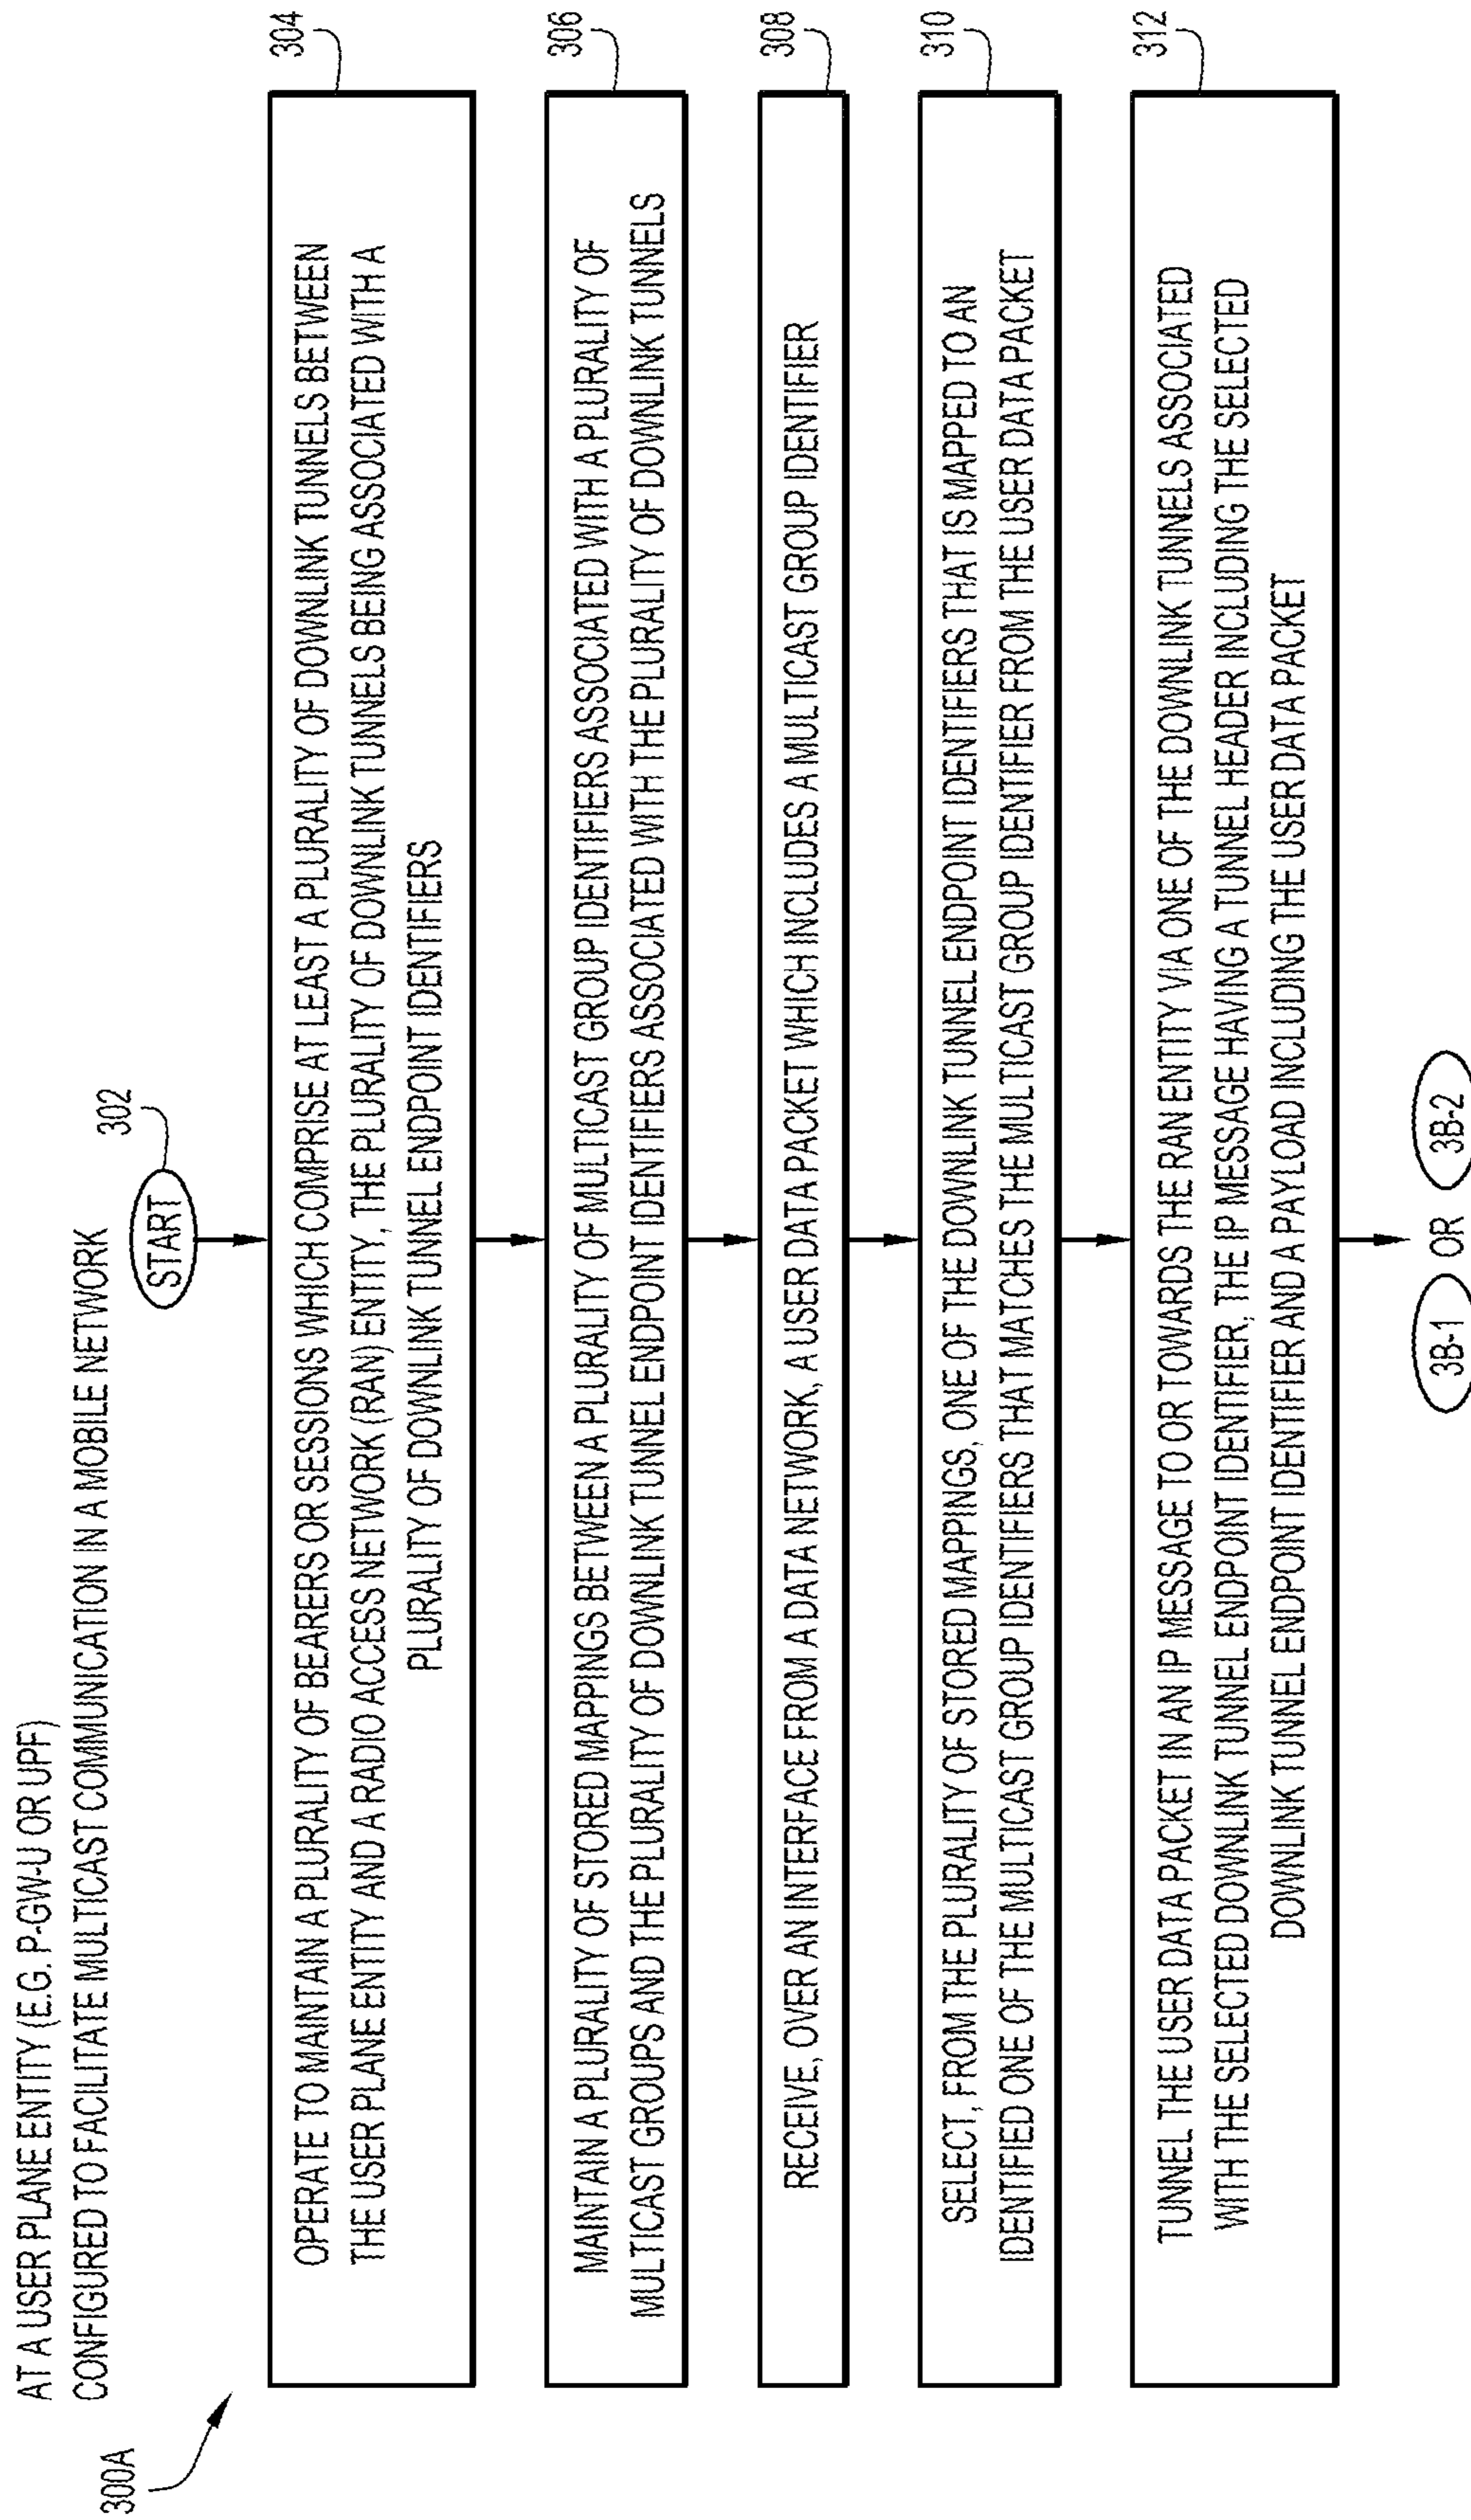 AT A USER PLANE ENTITY (E.G. P-GW-U OR UPF)
CONFIGURED TO FACILITATE MULTICAST COMMUNICATION IN A MOBILE NETWORK
300A
START
302
304
OPERATE TO MAINTAIN A PLURALITY OF BEARERS OR SESSIONS WHICH COMPRISE AT LEAST A PLURALITY OF DOWNLINK TUNNELS BETWEEN
THE USER PLANE ENTITY AND A RADIO ACCESS NETWORK (RAN) ENTITY, THE PLURALITY OF DOWNLINK TUNNELS BEING ASSOCIATED WITH A
PLURALITY OF DOWNLINK TUNNEL ENDPOINT IDENTIFIERS
306
MAINTAIN A PLURALITY OF STORED MAPPINGS BETWEEN A PLURALITY OF MULTICAST GROUP IDENTIFIERS ASSOCIATED WITH A PLURALITY OF
MULTICAST GROUPS AND THE PLURALITY OF DOWNLINK TUNNEL ENDPOINT IDENTIFIERS ASSOCIATED WITH THE PLURALITY OF DOWNLINK TUNNELS
308
RECEIVE, OVER AN INTERFACE FROM A DATA NETWORK, A USER DATA PACKET WHICH INCLUDES A MULTICAST GROUP IDENTIFIER
310
SELECT, FROM THE PLURALITY OF STORED MAPPINGS, ONE OF THE DOWNLINK TUNNEL ENDPOINT IDENTIFIERS THAT IS MAPPED TO AN
IDENTIFIED ONE OF THE MULTICAST GROUP IDENTIFIERS THAT MATCHES THE MULTICAST GROUP IDENTIFIER FROM THE USER DATA PACKET
312
TUNNEL THE USER DATA PACKET IN AN IP MESSAGE TO OR TOWARDS THE RAN ENTITY VIA ONE OF THE DOWNLINK TUNNELS ASSOCIATED
WITH THE SELECTED DOWNLINK TUNNEL ENDPOINT IDENTIFIER, THE IP MESSAGE HAVING A TUNNEL HEADER INCLUDING THE SELECTED
DOWNLINK TUNNEL ENDPOINT IDENTIFIER AND A PAYLOAD INCLUDING THE USER DATA PACKET
3B-1 OR 3B-2